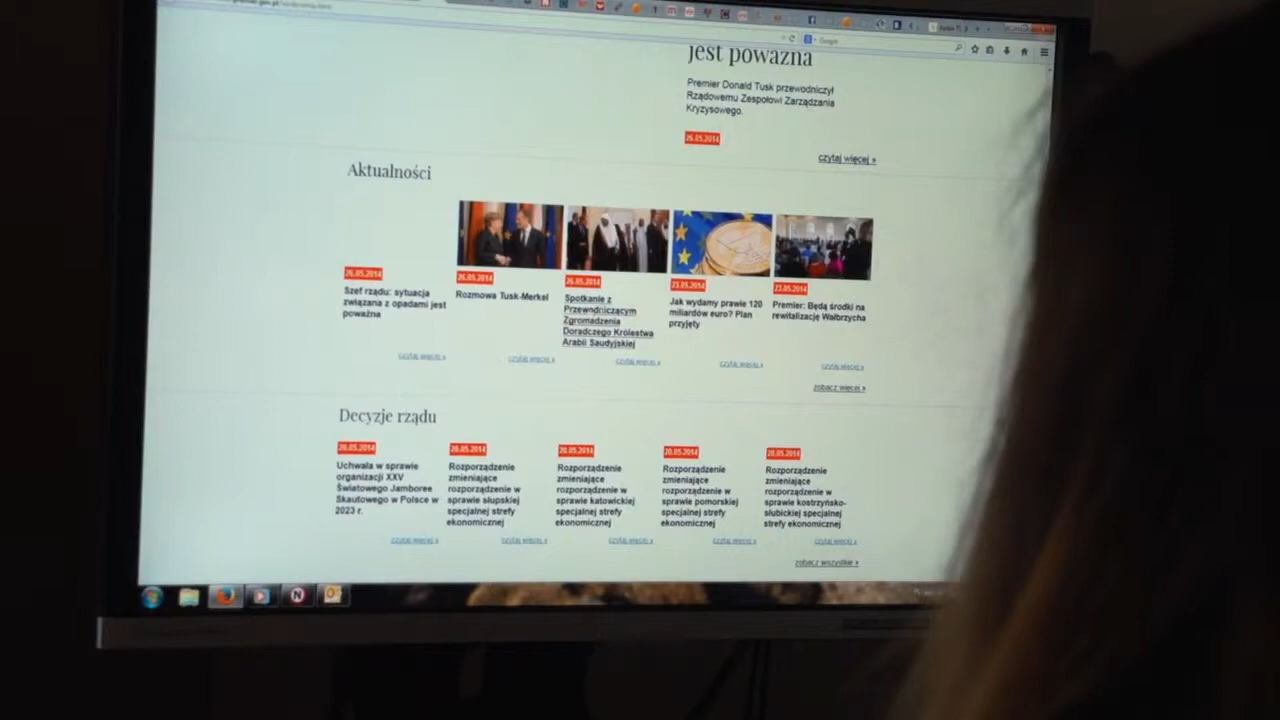 jest poważna
Premier Donald Tusk przewodniczył
Rządowemu Zespołowi Zarządzania
Kryzysowego.
26.05.2014
czytaj więcej »
Aktualności
26.05.2014
Szef rządu: sytuacja
związana z opadami jest
poważna
czytaj więcej »
26.05.2014
Rozmowa Tusk-Merkel
czytaj więcej »
26.05.2014
Spotkanie z
Przewodniczącym
Zgromadzenia
Doradczego Królestwa
Arabii Saudyjskiej
czytaj więcej »
23.05.2014
Jak wydamy prawie 120
miliardów euro? Plan
przyjęty
czytaj więcej »
23.05.2014
Premier: Będą środki na
rewitalizację Wałbrzycha
czytaj więcej »
zobacz więcej »
Decyzje rządu
20.05.2014
Uchwała w sprawie
organizacji XXV
Światowego Jamboree
Skautowego w Polsce w
2023 r.
czytaj więcej »
20.05.2014
Rozporządzenie
zmieniające
rozporządzenie w
sprawie słupskiej
specjalnej strefy
ekonomicznej
czytaj więcej »
20.05.2014
Rozporządzenie
zmieniające
rozporządzenie w
sprawie katowickiej
specjalnej strefy
ekonomicznej
czytaj więcej »
20.05.2014
Rozporządzenie
zmieniające
rozporządzenie w
sprawie pomorskiej
specjalnej strefy
ekonomicznej
czytaj więcej »
20.05.2014
Rozporządzenie
zmieniające
rozporządzenie w
sprawie kostrzyńsko-
słubickiej specjalnej
strefy ekonomicznej
czytaj więcej »
zobacz wszystkie »
Google